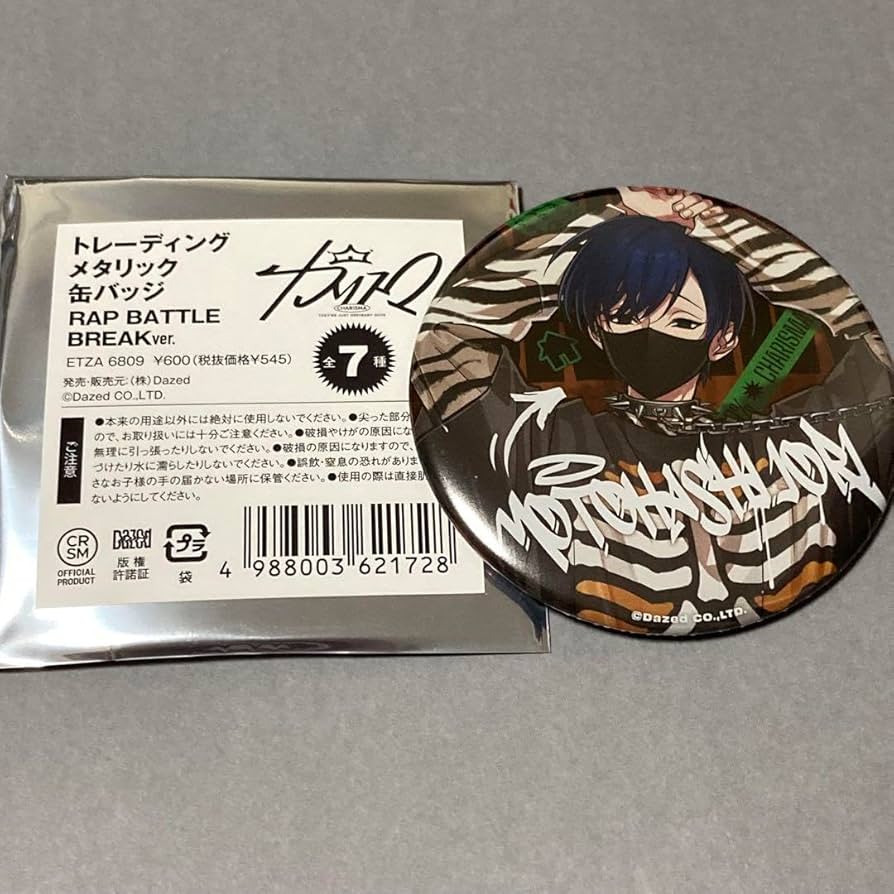 トレーディング
メタリック
缶バッジ
RAP BATTLE
BREAKver.
ETZA 6809 ¥600(税抜価格¥545)
発売・販売元:(株)Dazed
©Dazed CO.,LTD.
カリスマ
CHARISMA
THEY'RE JUST ORDINARY GUYS
全7種
ご注意
●本来の用途以外には絶対に使用しないでください。●尖った部分
ので、お取り扱いには十分ご注意ください。●破損やけがの原因にな
無理に引っ張ったりしないでください。●破損の原因になりますので、
づけたり水に濡らしたりしないでください。●誤飲・窒息の恐れがありま
さなお子様の手の届かない場所に保管ください。●使用の際は直接肌
ないようにしてください。
CR
SM
OFFICIAL
PRODUCT
Dazed
版権
許諾証
プラ
袋
4 988003 621728
CHARISMA
©Dazed CO.,LTD.